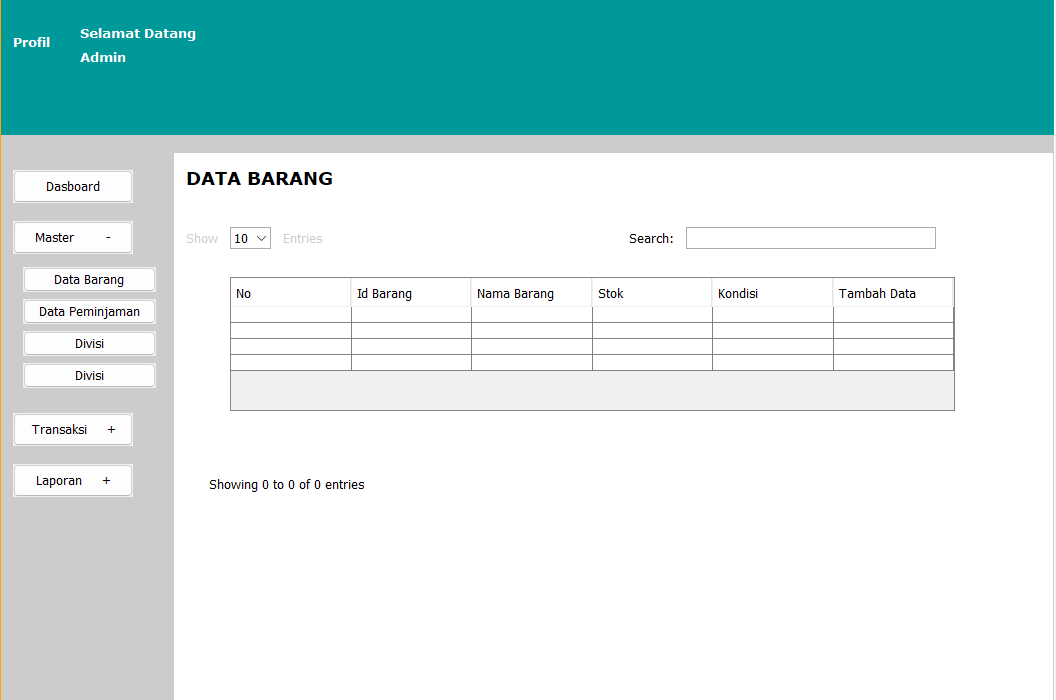 Profil
Selamat Datang
Admin
Dasboard
Master -
Data Barang
Data Peminjaman
Divisi
Divisi
Transaksi +
Laporan +
DATA BARANG
Show 10 Entries
Search:
No Id Barang Nama Barang Stok Kondisi Tambah Data
Showing 0 to 0 of 0 entries